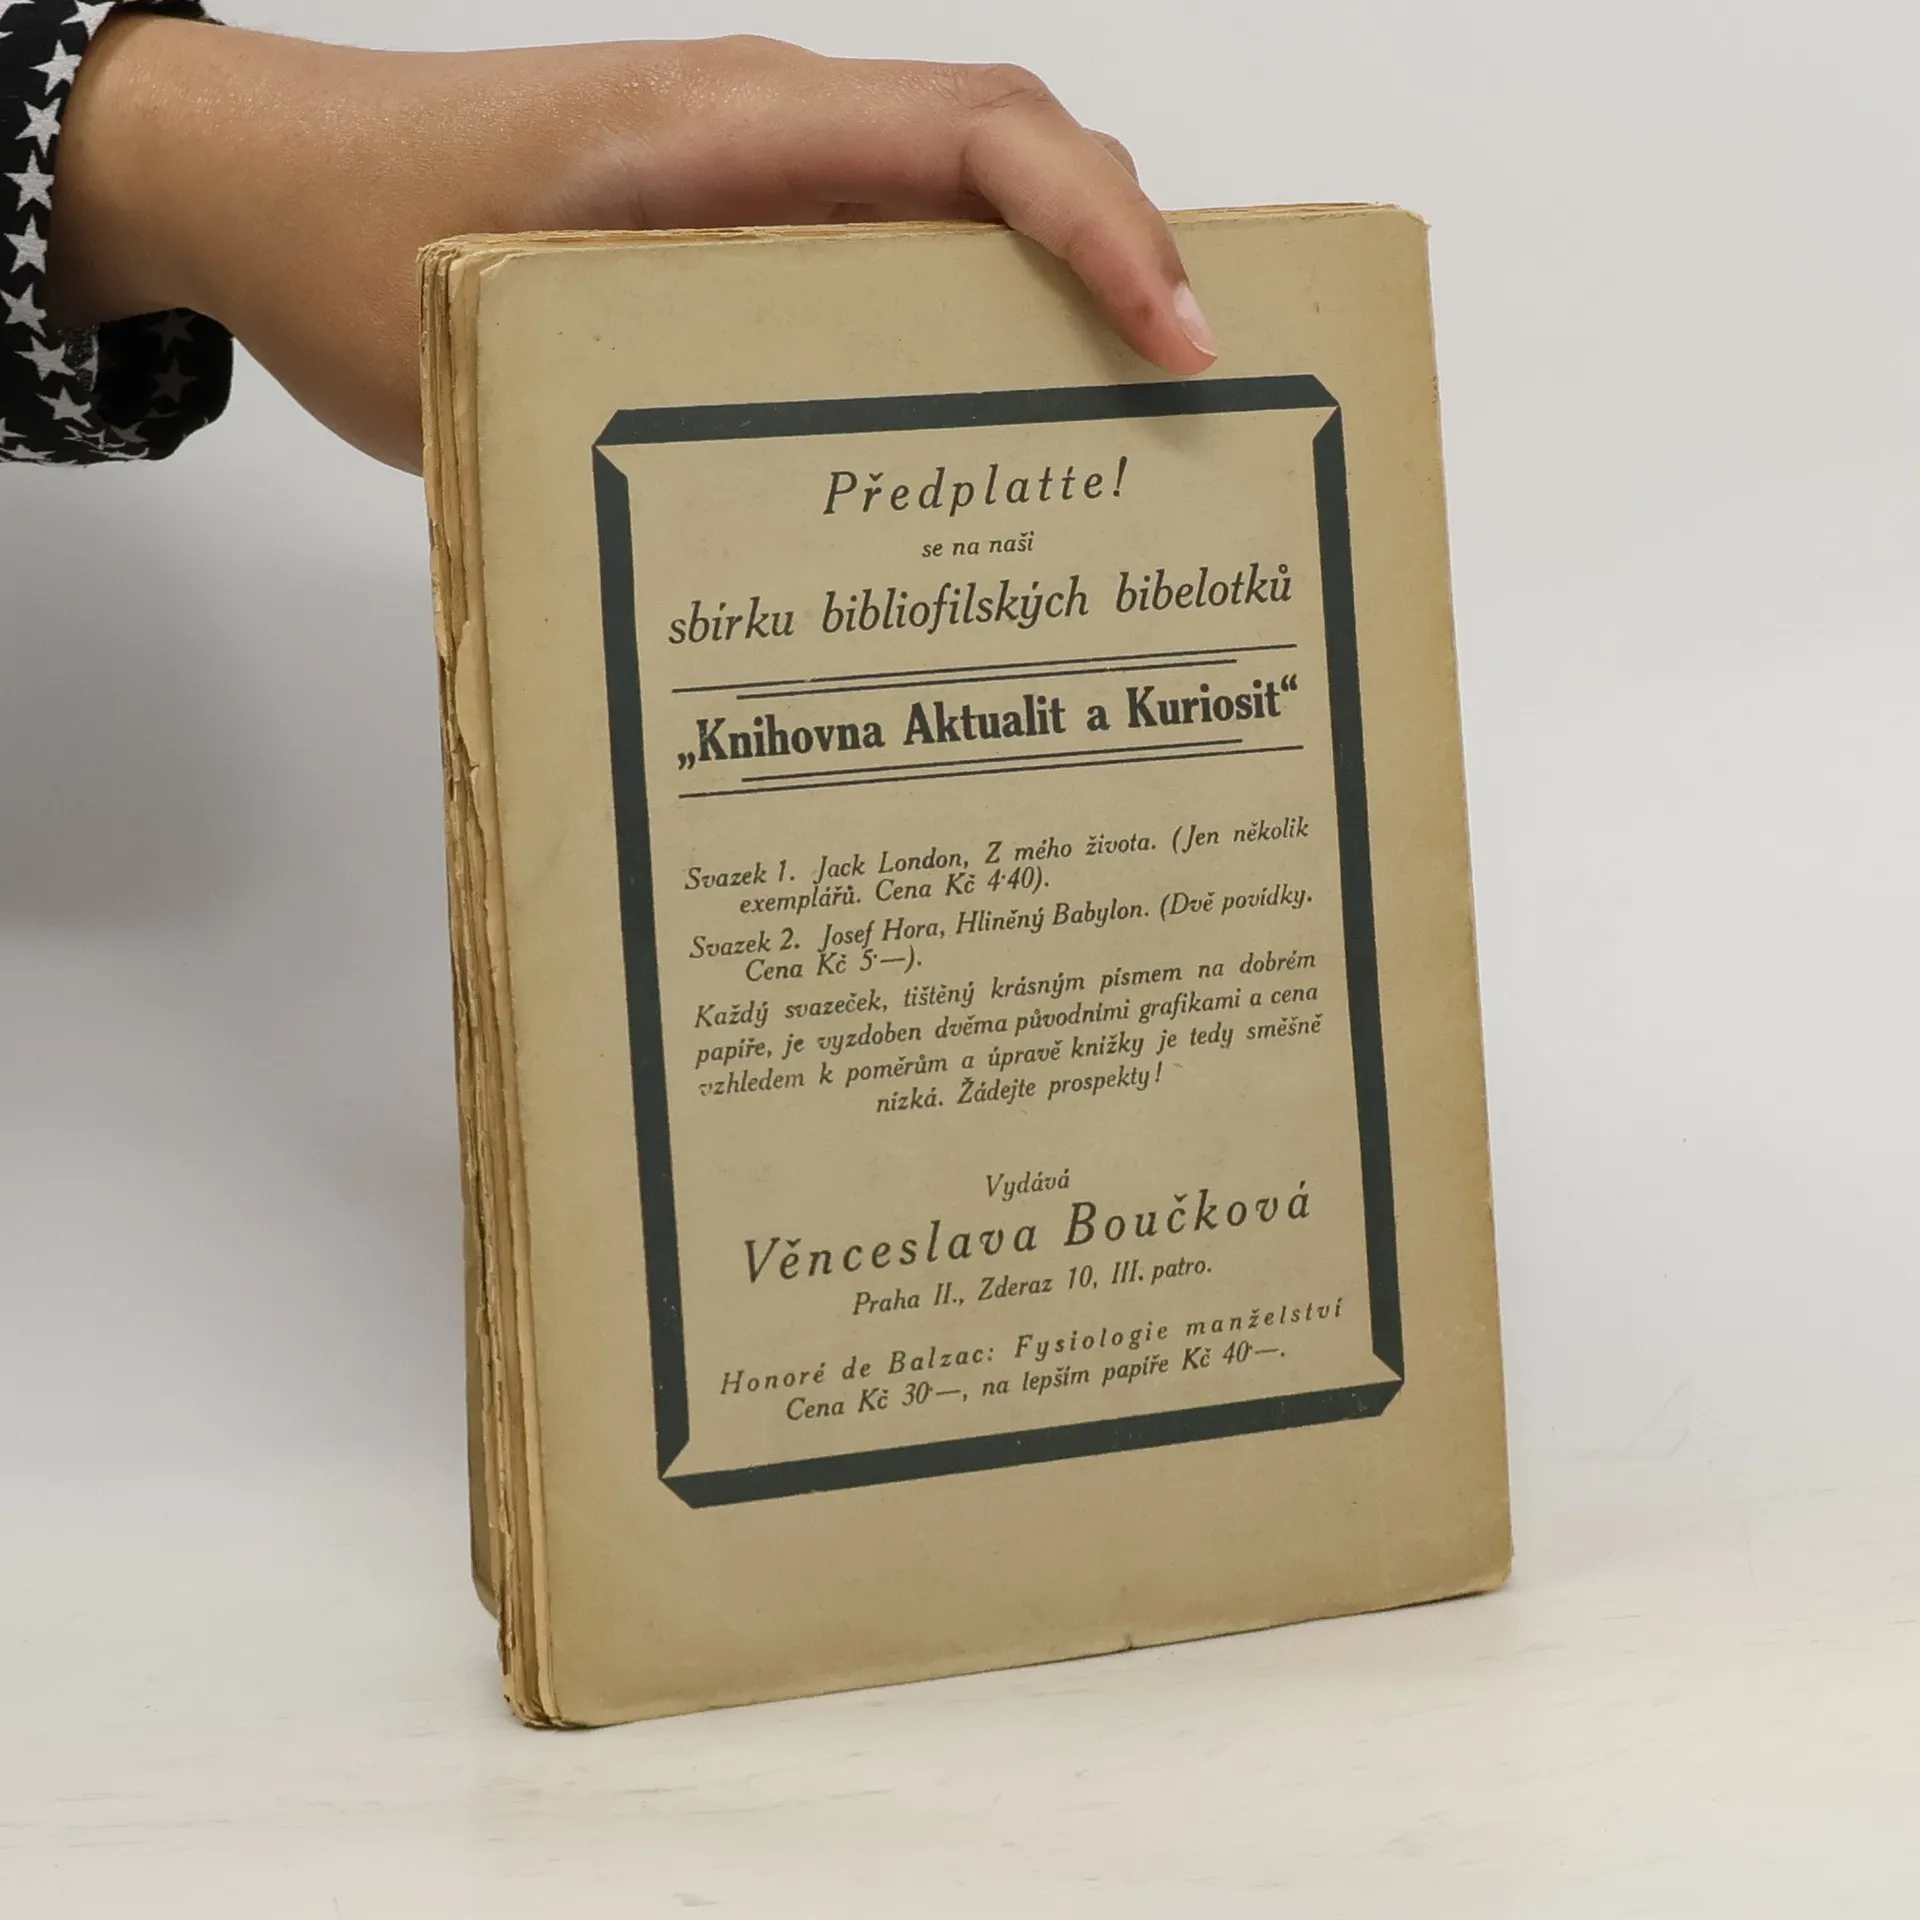 Předplaťte!
se na naši
sbírku bibliofilských bibelotků
„Knihovna Aktualit a Kuriosit“
Svazek 1. Jack London, Z mého života. (Jen několik
exemplářů. Cena Kč 4·40).
Svazek 2. Josef Hora, Hliněný Babylon. (Dvě povídky.
Cena Kč 5·—).
Každý svazeček, tištěný krásným písmem na dobrém
papíře, je vyzdoben dvěma původními grafikami a cena
vzhledem k poměrům a úpravě knížky je tedy směšně
nízká. Žádejte prospekty!
Vydává
Věnceslava Boučková
Praha II., Zderaz 10, III. patro.
Honoré de Balzac: Fysiologie manželství
Cena Kč 30·—, na lepším papíře Kč 40·—.